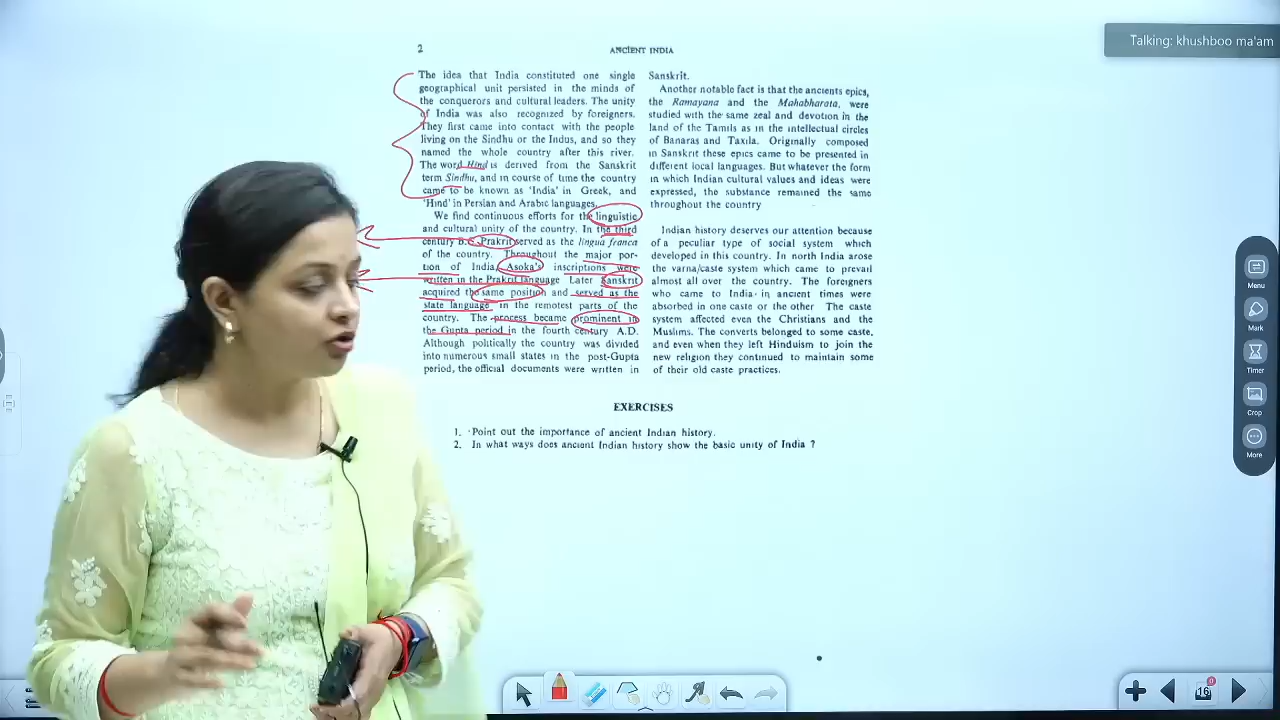 Talking: khushboo ma'am
2
ANCIENT INDIA
The idea that India constituted one single
geographical unit persisted in the minds of
the conquerors and cultural leaders. The unity
of India was also recognized by foreigners.
They first came into contact with the people
living on the Sindhu or the Indus, and so they
named the whole country after this river.
The word Hind is derived from the Sanskrit
term Sindhu, and in course of time the country
came to be known as 'India' in Greek, and
'Hind' in Persian and Arabic languages.
We find continuous efforts for the linguistic
and cultural unity of the country. In the third
century B.C. Prakrit served as the lingua franca
of the country. Throughout the major por-
tion of India, Asoka's inscriptions were
written in the Prakrit language Later Sanskrit
acquired the same position and served as the
state language in the remotest parts of the
country. The process became prominent in
the Gupta period in the fourth century A.D.
Although politically the country was divided
into numerous small states in the post-Gupta
period, the official documents were written in
Sanskrit.
Another notable fact is that the ancients epics,
the Ramayana and the Mahabharata, were
studied with the same zeal and devotion in the
land of the Tamils as in the intellectual circles
of Banaras and Taxila. Originally composed
in Sanskrit these epics came to be presented in
different local languages. But whatever the form
in which Indian cultural values and ideas were
expressed, the substance remained the same
throughout the country
Indian history deserves our attention because
of a peculiar type of social system which
developed in this country. In north India arose
the varna/caste system which came to prevail
almost all over the country. The foreigners
who came to India in ancient times were
absorbed in one caste or the other The caste
system affected even the Christians and the
Muslims. The converts belonged to some caste,
and even when they left Hinduism to join the
new religion they continued to maintain some
of their old caste practices.
EXERCISES
1. Point out the importance of ancient Indian history.
2. In what ways does ancient Indian history show the basic unity of India ?
Menu
Mark
Timer
Crop
More
16
0